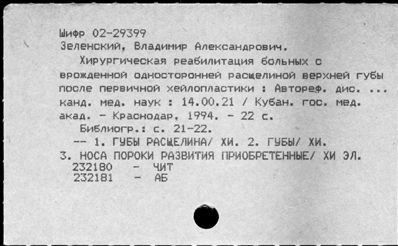 Шифр 02-29399
Зеленский, Владимир Александрович.
Хирургическая реабилитация больных с
врожденной односторонней расщелиной верхней губы
после первичной хейлопластики : Автореф. дис. ...
канд. мед. наук : 14.00.21 / Кубан. гос. мед.
акад. - Краснодар, 1994. - 22 с.
Библиогр.: с. 21-22.
-- 1. ГУБЫ РАСЩЕЛИНА/ ХИ. 2. ГУБЫ/ ХИ.
3. НОСА ПОРОКИ РАЗВИТИЯ ПРИОБРЕТЕННЫЕ/ ХИ ЭЛ.
232180 - ЧИТ
232181 - АБ